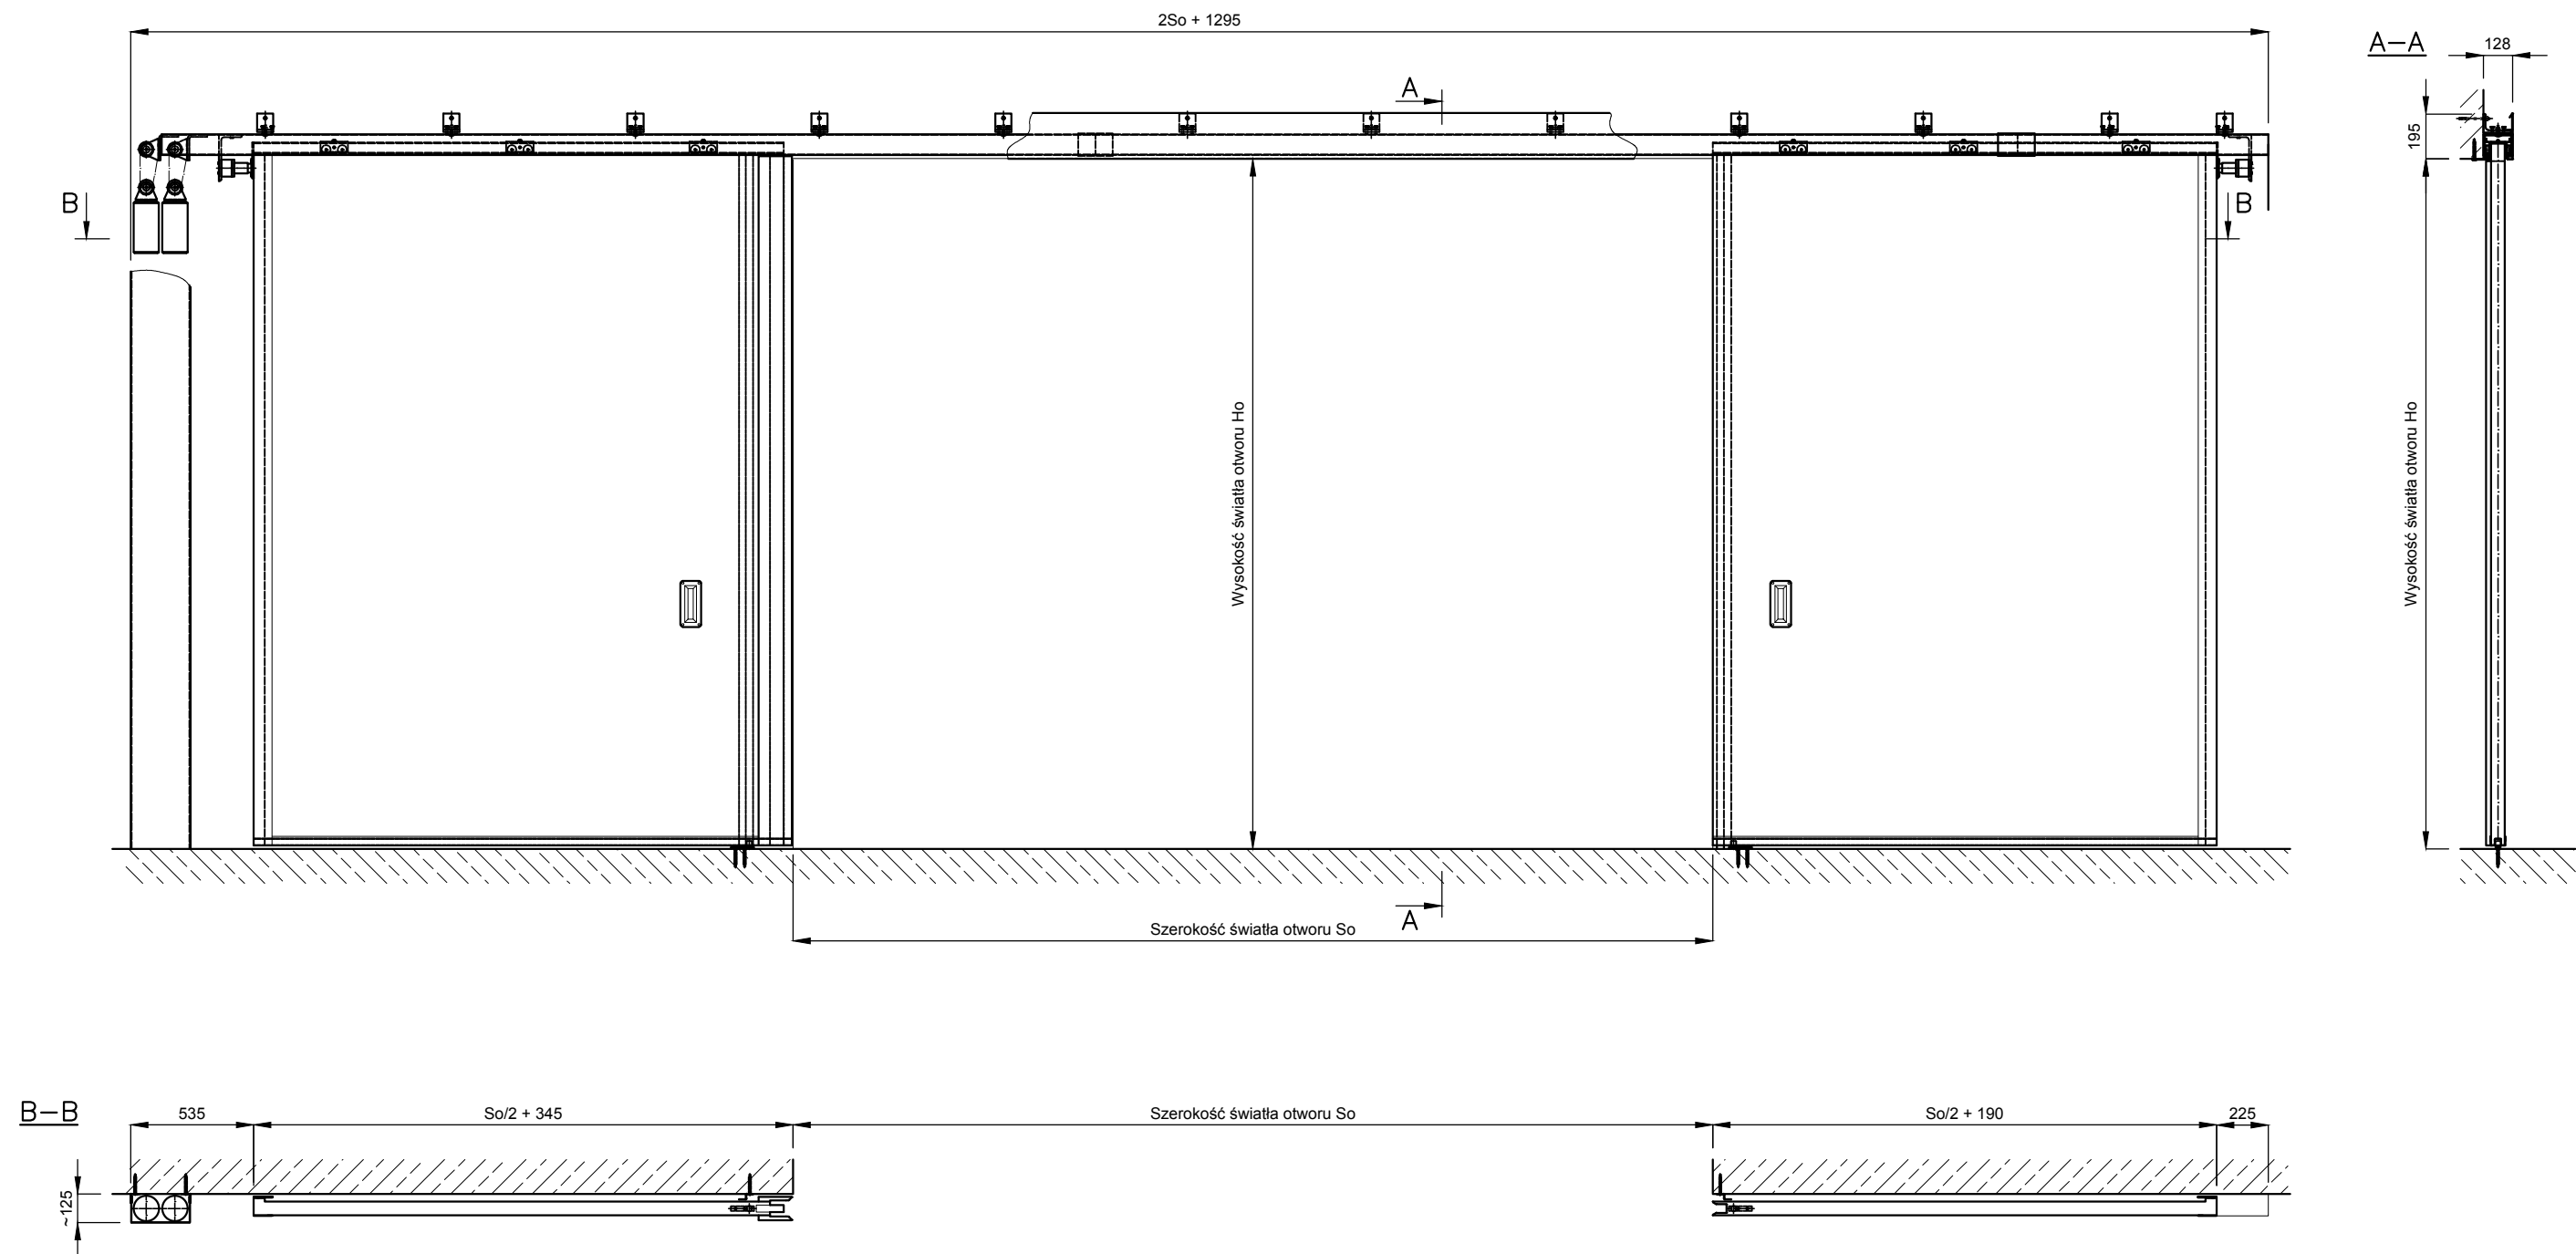 2So + 1295
A
A–A
128
195
B
B
Wysokość światła otworu Ho
Wysokość światła otworu Ho
A
Szerokość światła otworu So
B–B
535
So/2 + 345
Szerokość światła otworu So
So/2 + 190
225
~125